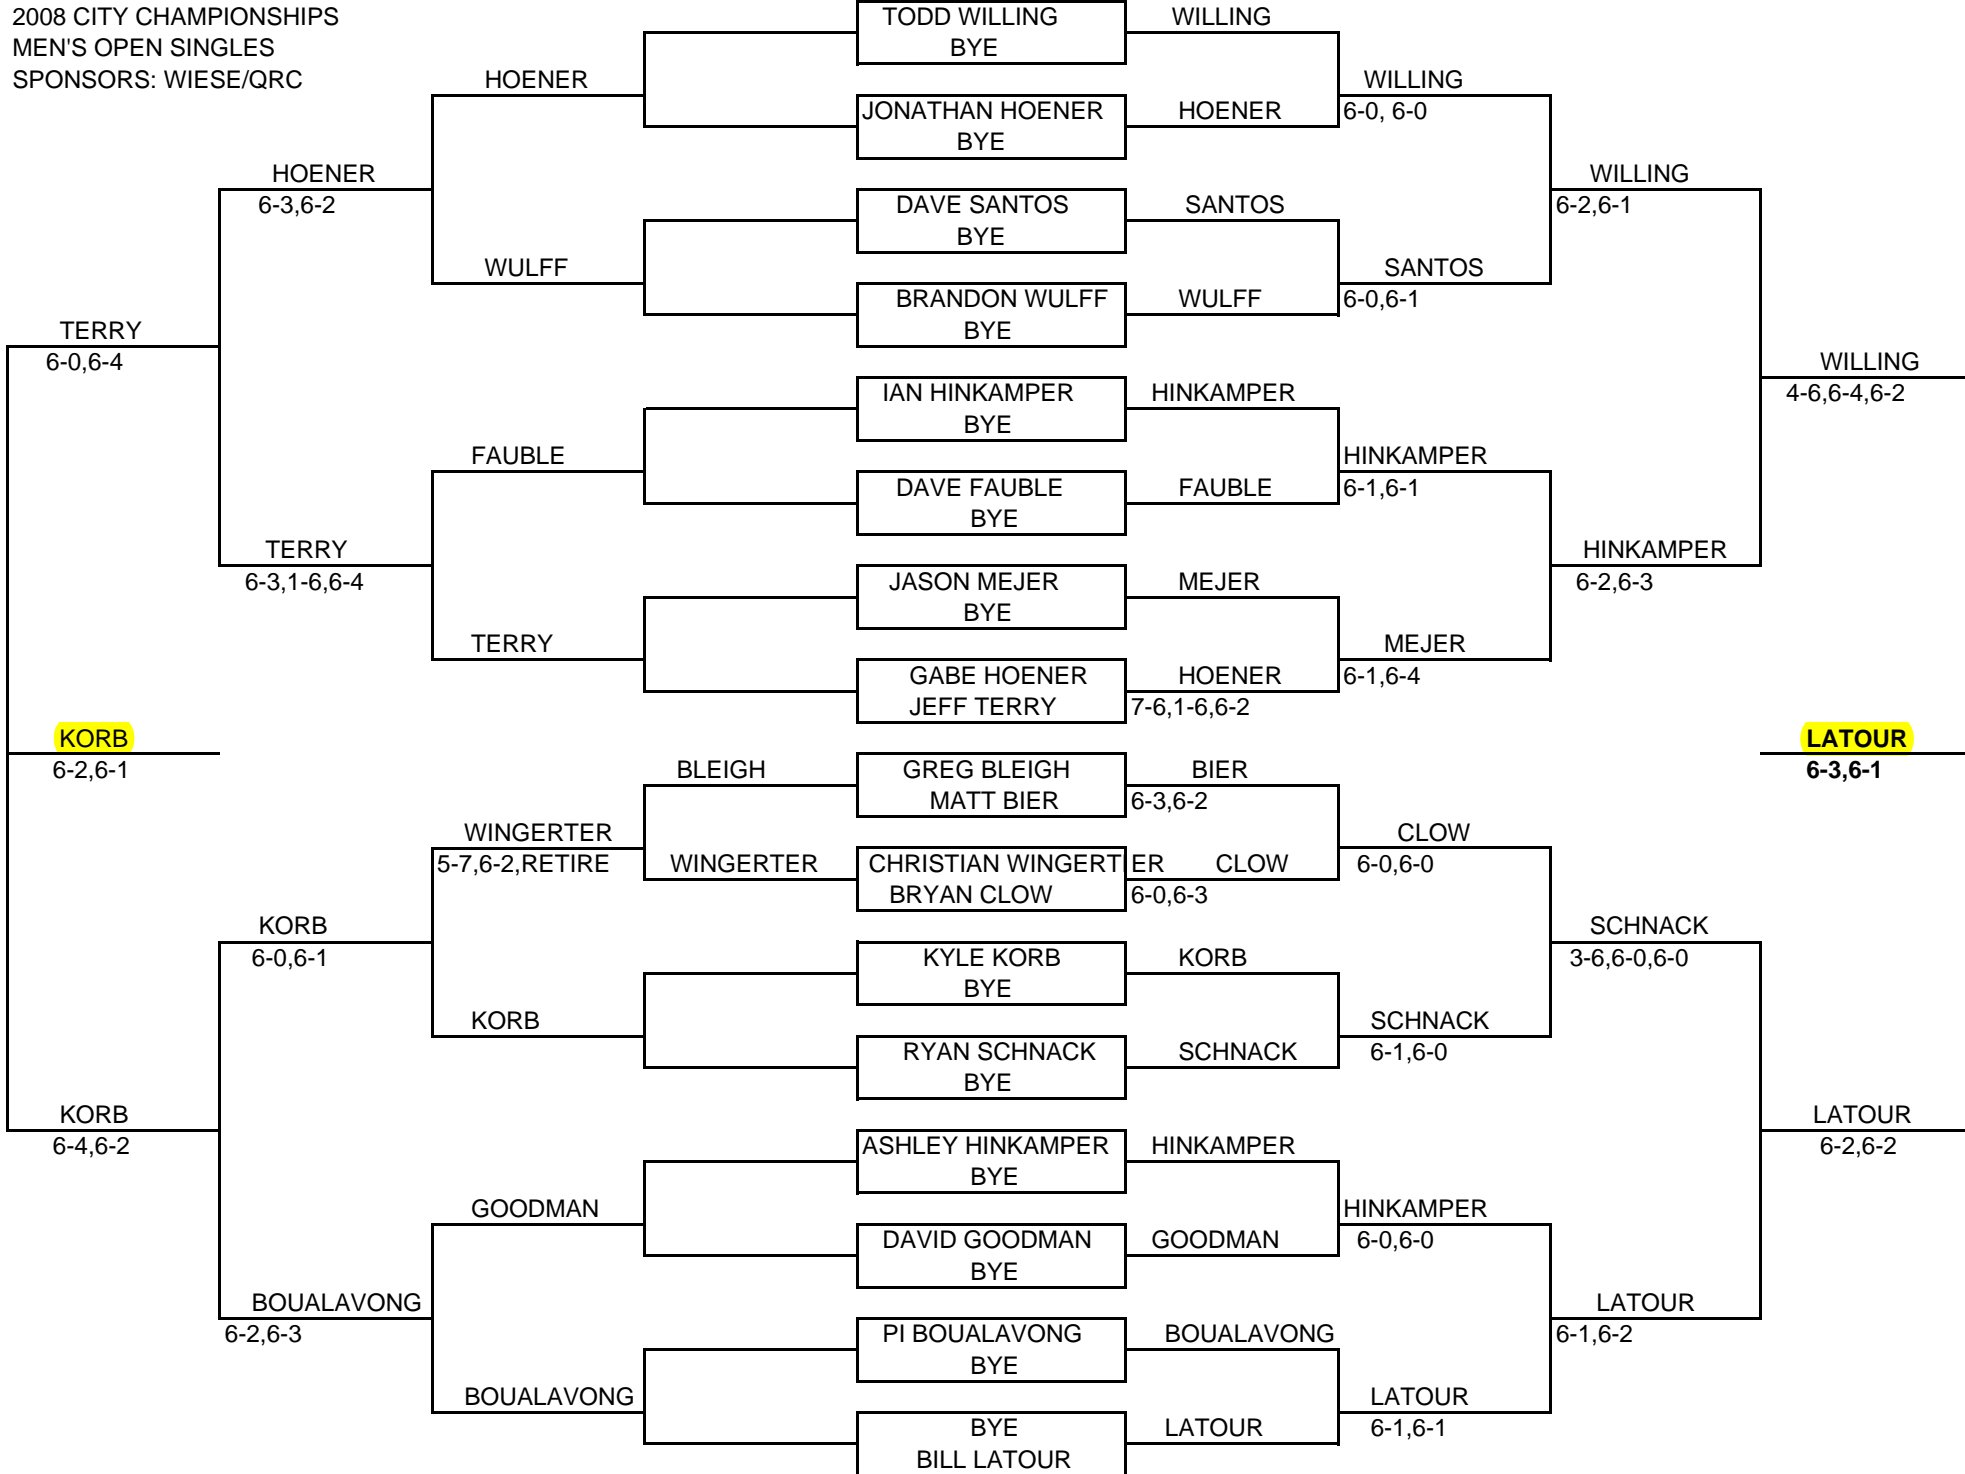 2008 CITY CHAMPIONSHIPS
MEN'S OPEN SINGLES
SPONSORS: WIESE/QRC
TODD WILLING
WILLING
BYE
HOENER
WILLING
JONATHAN HOENER
HOENER
6-0, 6-0
BYE
HOENER
WILLING
6-3,6-2
DAVE SANTOS
SANTOS
6-2,6-1
BYE
WULFF
SANTOS
BRANDON WULFF
WULFF
6-0,6-1
TERRY
BYE
6-0,6-4
WILLING
IAN HINKAMPER
HINKAMPER
4-6,6-4,6-2
BYE
FAUBLE
HINKAMPER
DAVE FAUBLE
FAUBLE
6-1,6-1
BYE
TERRY
HINKAMPER
6-3,1-6,6-4
JASON MEJER
MEJER
6-2,6-3
BYE
TERRY
MEJER
GABE HOENER
HOENER
6-1,6-4
JEFF TERRY
7-6,1-6,6-2
KORB
LATOUR
6-2,6-1
BLEIGH
GREG BLEIGH
BIER
6-3,6-1
MATT BIER
6-3,6-2
WINGERTER
CLOW
5-7,6-2,RETIRE
WINGERTER
CHRISTIAN WINGERTER
CLOW
6-0,6-0
BRYAN CLOW
6-0,6-3
KORB
SCHNACK
6-0,6-1
KYLE KORB
KORB
3-6,6-0,6-0
BYE
KORB
SCHNACK
RYAN SCHNACK
SCHNACK
6-1,6-0
BYE
KORB
LATOUR
6-4,6-2
ASHLEY HINKAMPER
HINKAMPER
6-2,6-2
BYE
GOODMAN
HINKAMPER
DAVID GOODMAN
GOODMAN
6-0,6-0
BYE
BOUALAVONG
LATOUR
6-2,6-3
PI BOUALAVONG
BOUALAVONG
6-1,6-2
BYE
BOUALAVONG
LATOUR
BYE
LATOUR
6-1,6-1
BILL LATOUR